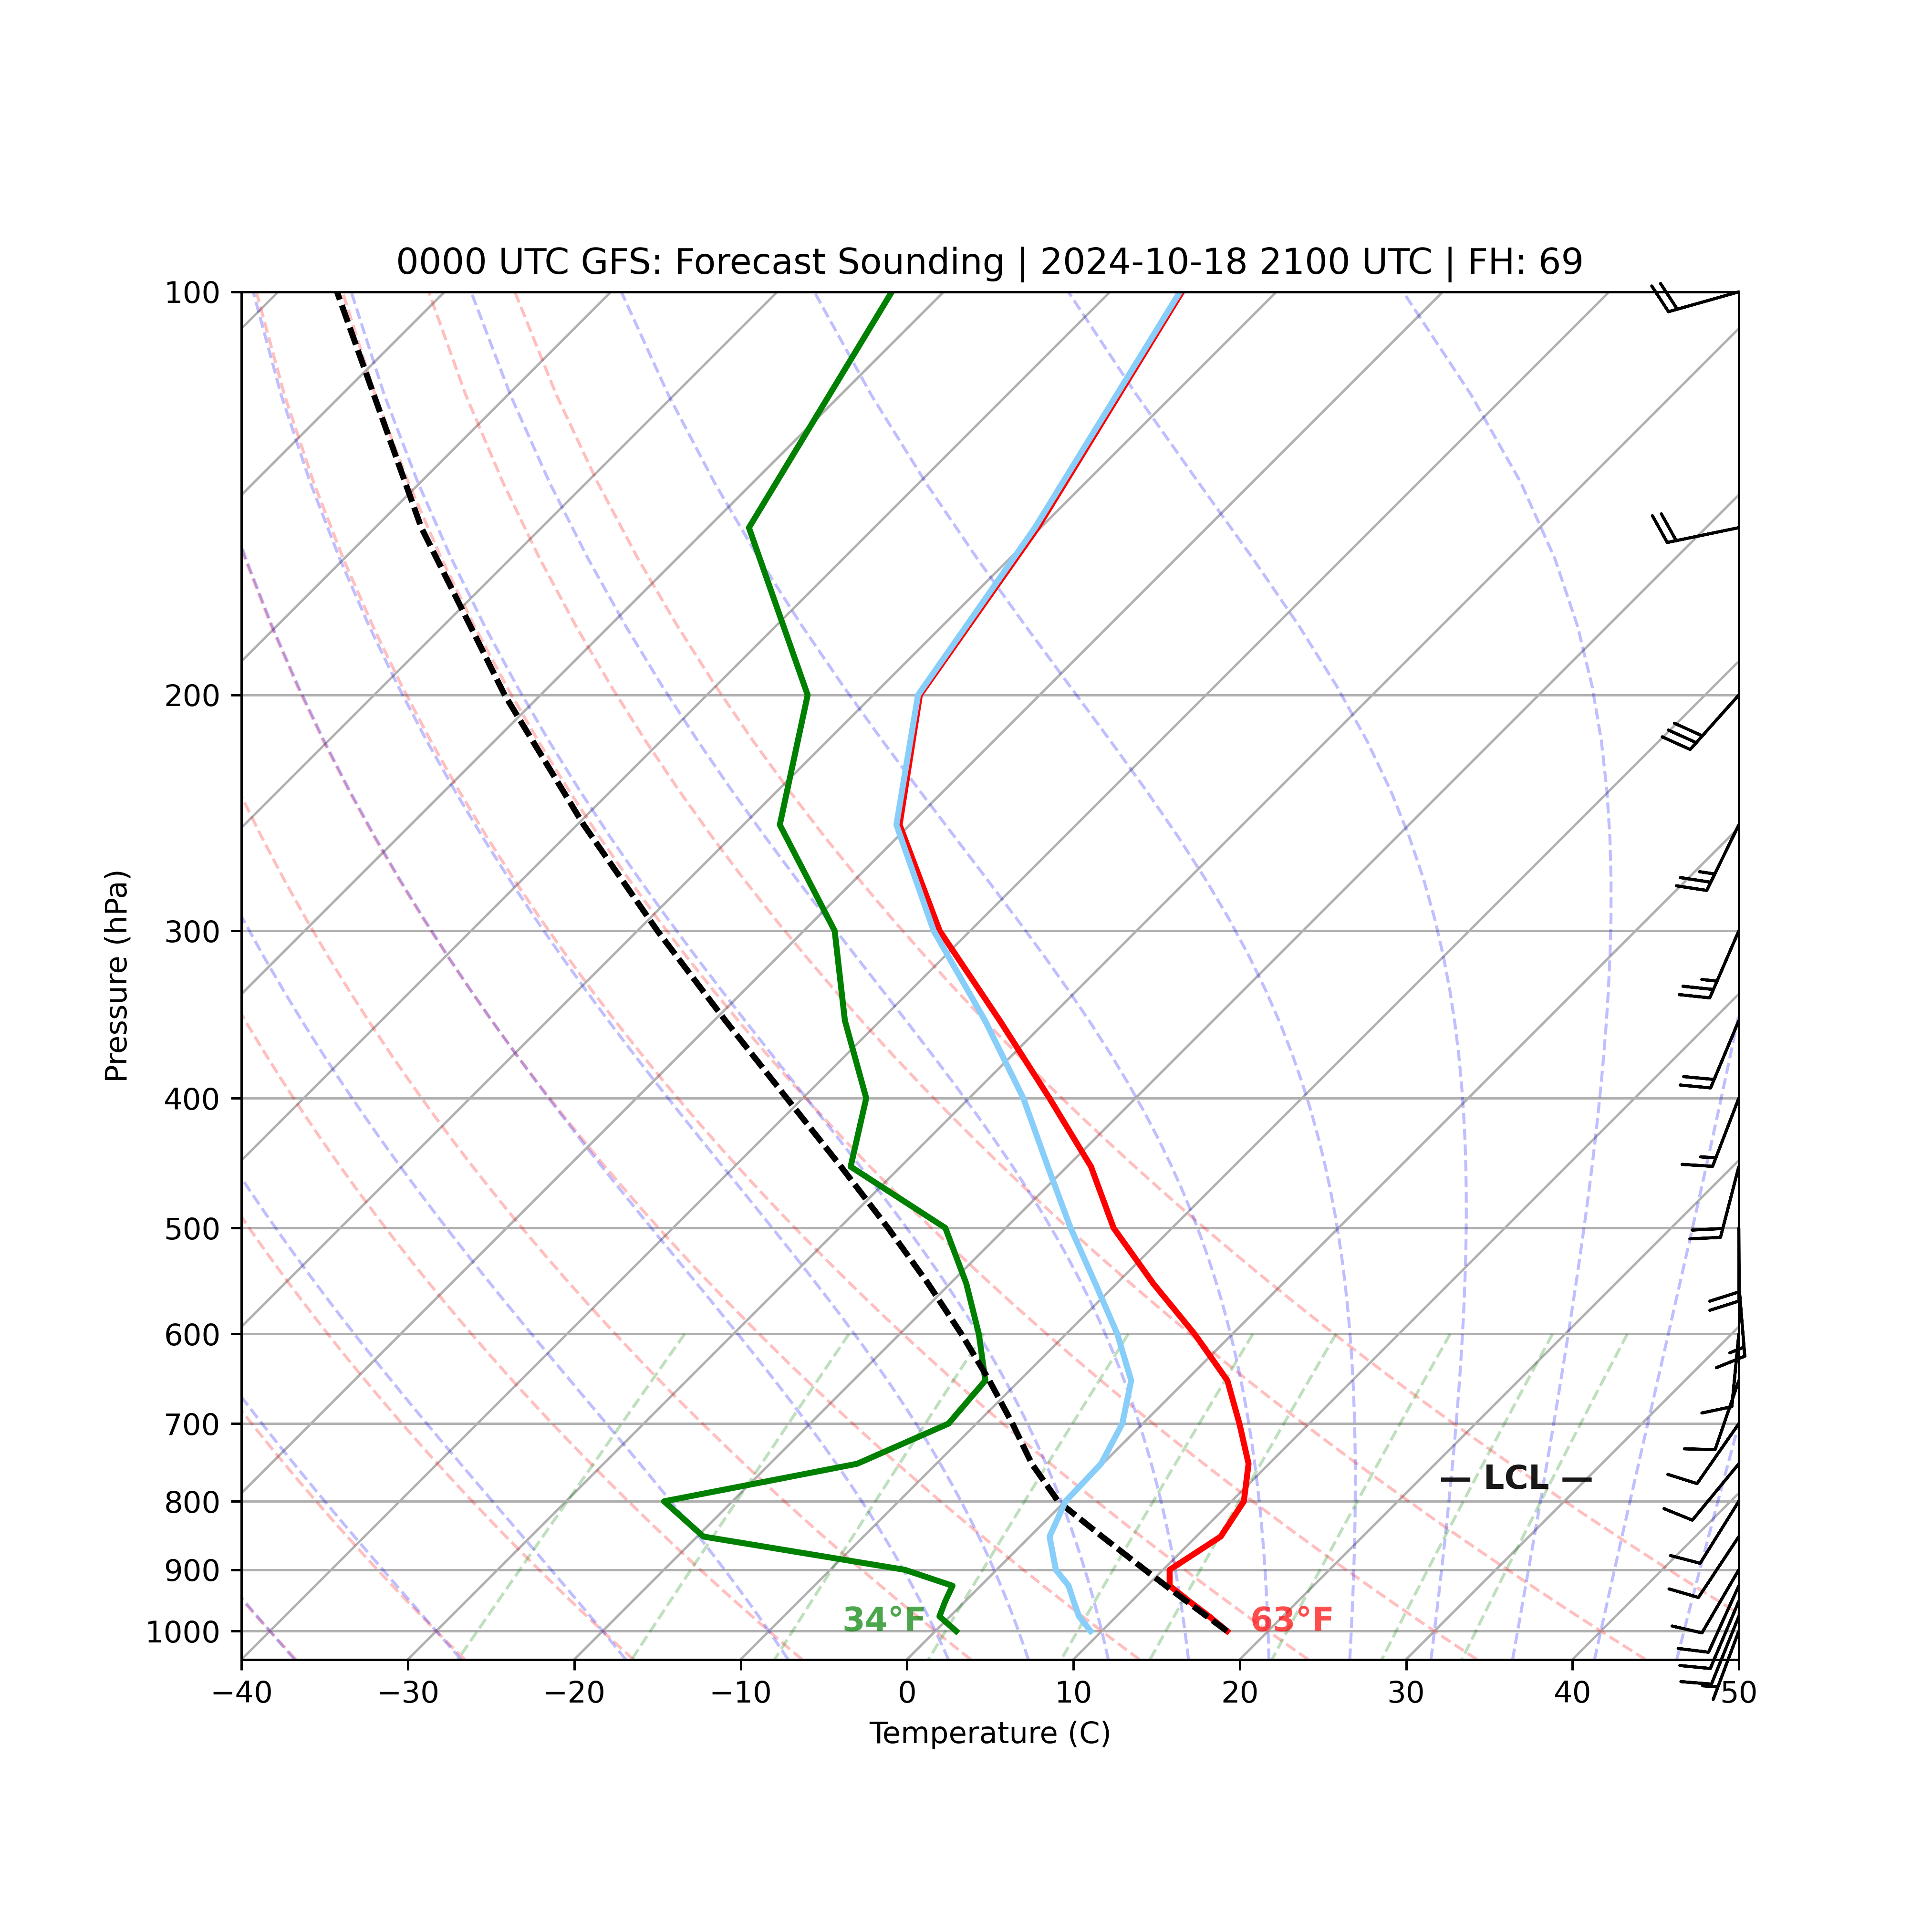 0000 UTC GFS: Forecast Sounding | 2024-10-18 2100 UTC | FH: 69
100
200
300
400
500
600
700
800
900
1000
Pressure (hPa)
— LCL —
34°F
63°F
−40 −30 −20 −10 0 10 20 30 40 50
Temperature (C)